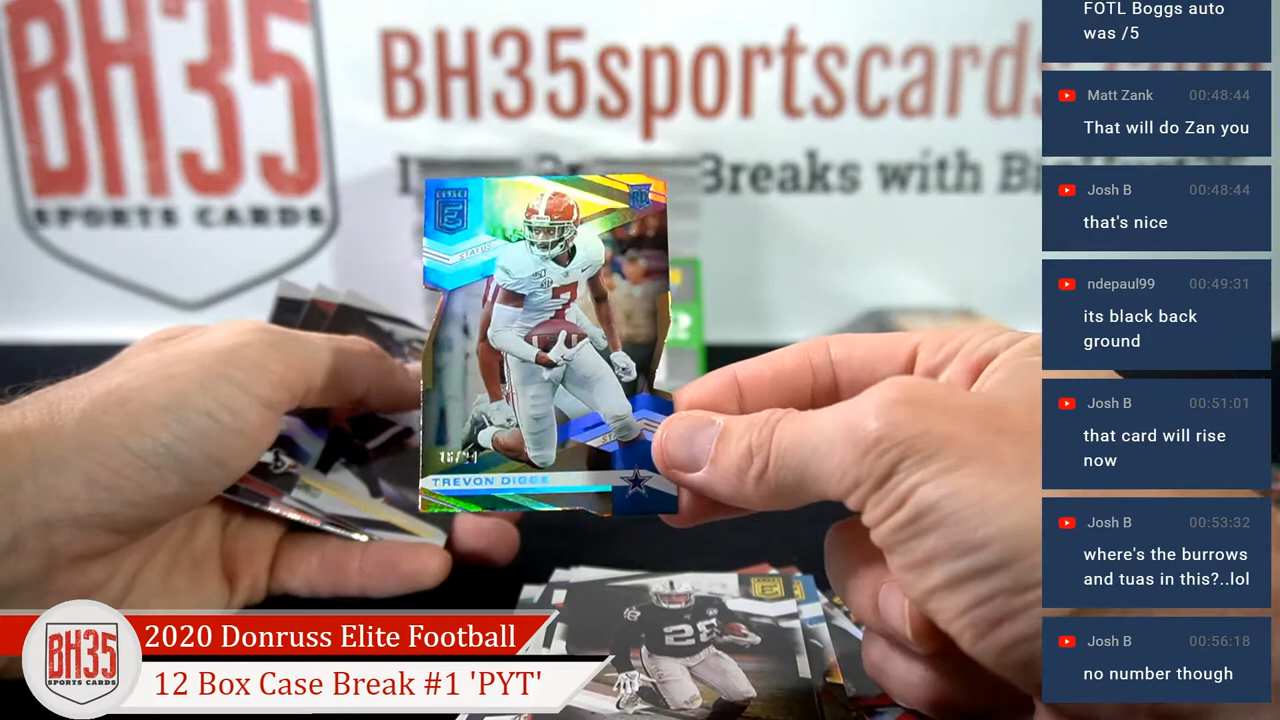 BH35
SPORTS CARDS
BH35sportscards
Breaks with
ELITE
E
STATUS
RC
7
TREVON DIGGS
28
BH35
SPORTS CARDS
2020 Donruss Elite Football
12 Box Case Break #1 'PYT'
FOTL Boggs auto
was /5
Matt Zank 00:48:44
That will do Zan you
Josh B 00:48:44
that's nice
ndepaul99 00:49:31
its black back
ground
Josh B 00:51:01
that card will rise
now
Josh B 00:53:32
where's the burrows
and tuas in this?..lol
Josh B 00:56:18
no number though